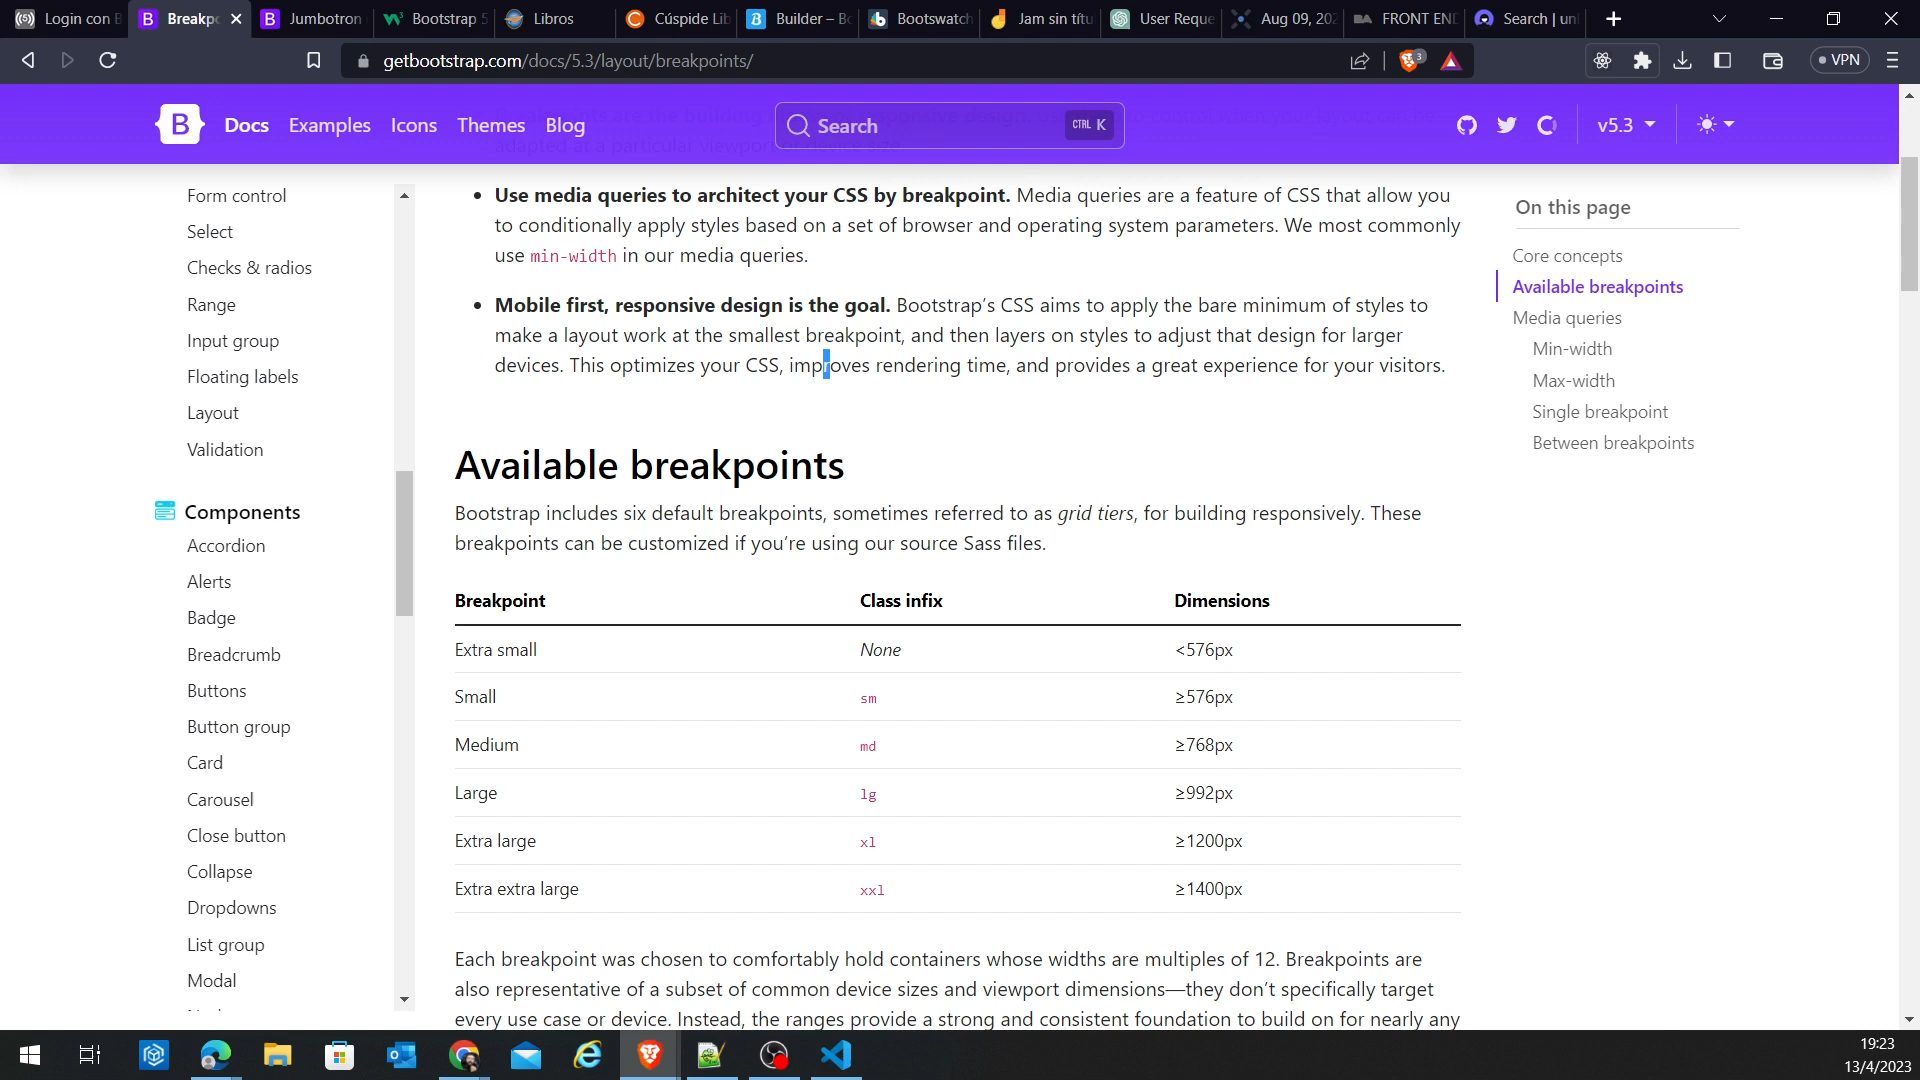 Login con B
Breakpo
Jumbotron
Bootstrap 5
Libros
Cúspide Lib
Builder – Bo
Bootswatch
Jam sin títu
User Reque
Aug 09, 202
FRONT END
Search | uni
getbootstrap.com/docs/5.3/layout/breakpoints/
3
VPN
B
Docs
Examples
Icons
Themes
Blog
Search
CTRL K
v5.3
adapted at a particular viewport or device size.
Form control
Select
Checks & radios
Range
Input group
Floating labels
Layout
Validation
Components
Accordion
Alerts
Badge
Breadcrumb
Buttons
Button group
Card
Carousel
Close button
Collapse
Dropdowns
List group
Modal
Use media queries to architect your CSS by breakpoint. Media queries are a feature of CSS that allow you
to conditionally apply styles based on a set of browser and operating system parameters. We most commonly
use min-width in our media queries.
Mobile first, responsive design is the goal. Bootstrap's CSS aims to apply the bare minimum of styles to
make a layout work at the smallest breakpoint, and then layers on styles to adjust that design for larger
devices. This optimizes your CSS, improves rendering time, and provides a great experience for your visitors.
Available breakpoints
Bootstrap includes six default breakpoints, sometimes referred to as grid tiers, for building responsively. These
breakpoints can be customized if you're using our source Sass files.
Breakpoint Class infix Dimensions
Extra small None <576px
Small sm ≥576px
Medium md ≥768px
Large lg ≥992px
Extra large xl ≥1200px
Extra extra large xxl ≥1400px
Each breakpoint was chosen to comfortably hold containers whose widths are multiples of 12. Breakpoints are
also representative of a subset of common device sizes and viewport dimensions—they don't specifically target
every use case or device. Instead, the ranges provide a strong and consistent foundation to build on for nearly any
On this page
Core concepts
Available breakpoints
Media queries
Min-width
Max-width
Single breakpoint
Between breakpoints
19:23
13/4/2023